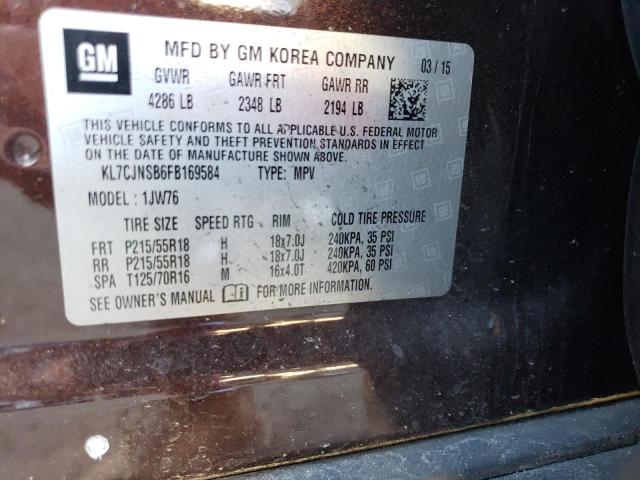 GM
MFD BY GM KOREA COMPANY 03 / 15
GVWR GAWR FRT GAWR RR
4286 LB 2348 LB 2194 LB
THIS VEHICLE CONFORMS TO ALL APPLICABLE U.S. FEDERAL MOTOR
VEHICLE SAFETY AND THEFT PREVENTION STANDARDS IN EFFECT
ON THE DATE OF MANUFACTURE SHOWN ABOVE.
KL7CJNSB6FB169584 TYPE: MPV
MODEL : 1JW76
TIRE SIZE SPEED RTG RIM COLD TIRE PRESSURE
FRT P215/55R18 H 18x7.0J 240KPA, 35 PSI
RR P215/55R18 H 18x7.0J 240KPA, 35 PSI
SPA T125/70R16 M 16x4.0T 420KPA, 60 PSI
SEE OWNER'S MANUAL FOR MORE INFORMATION.